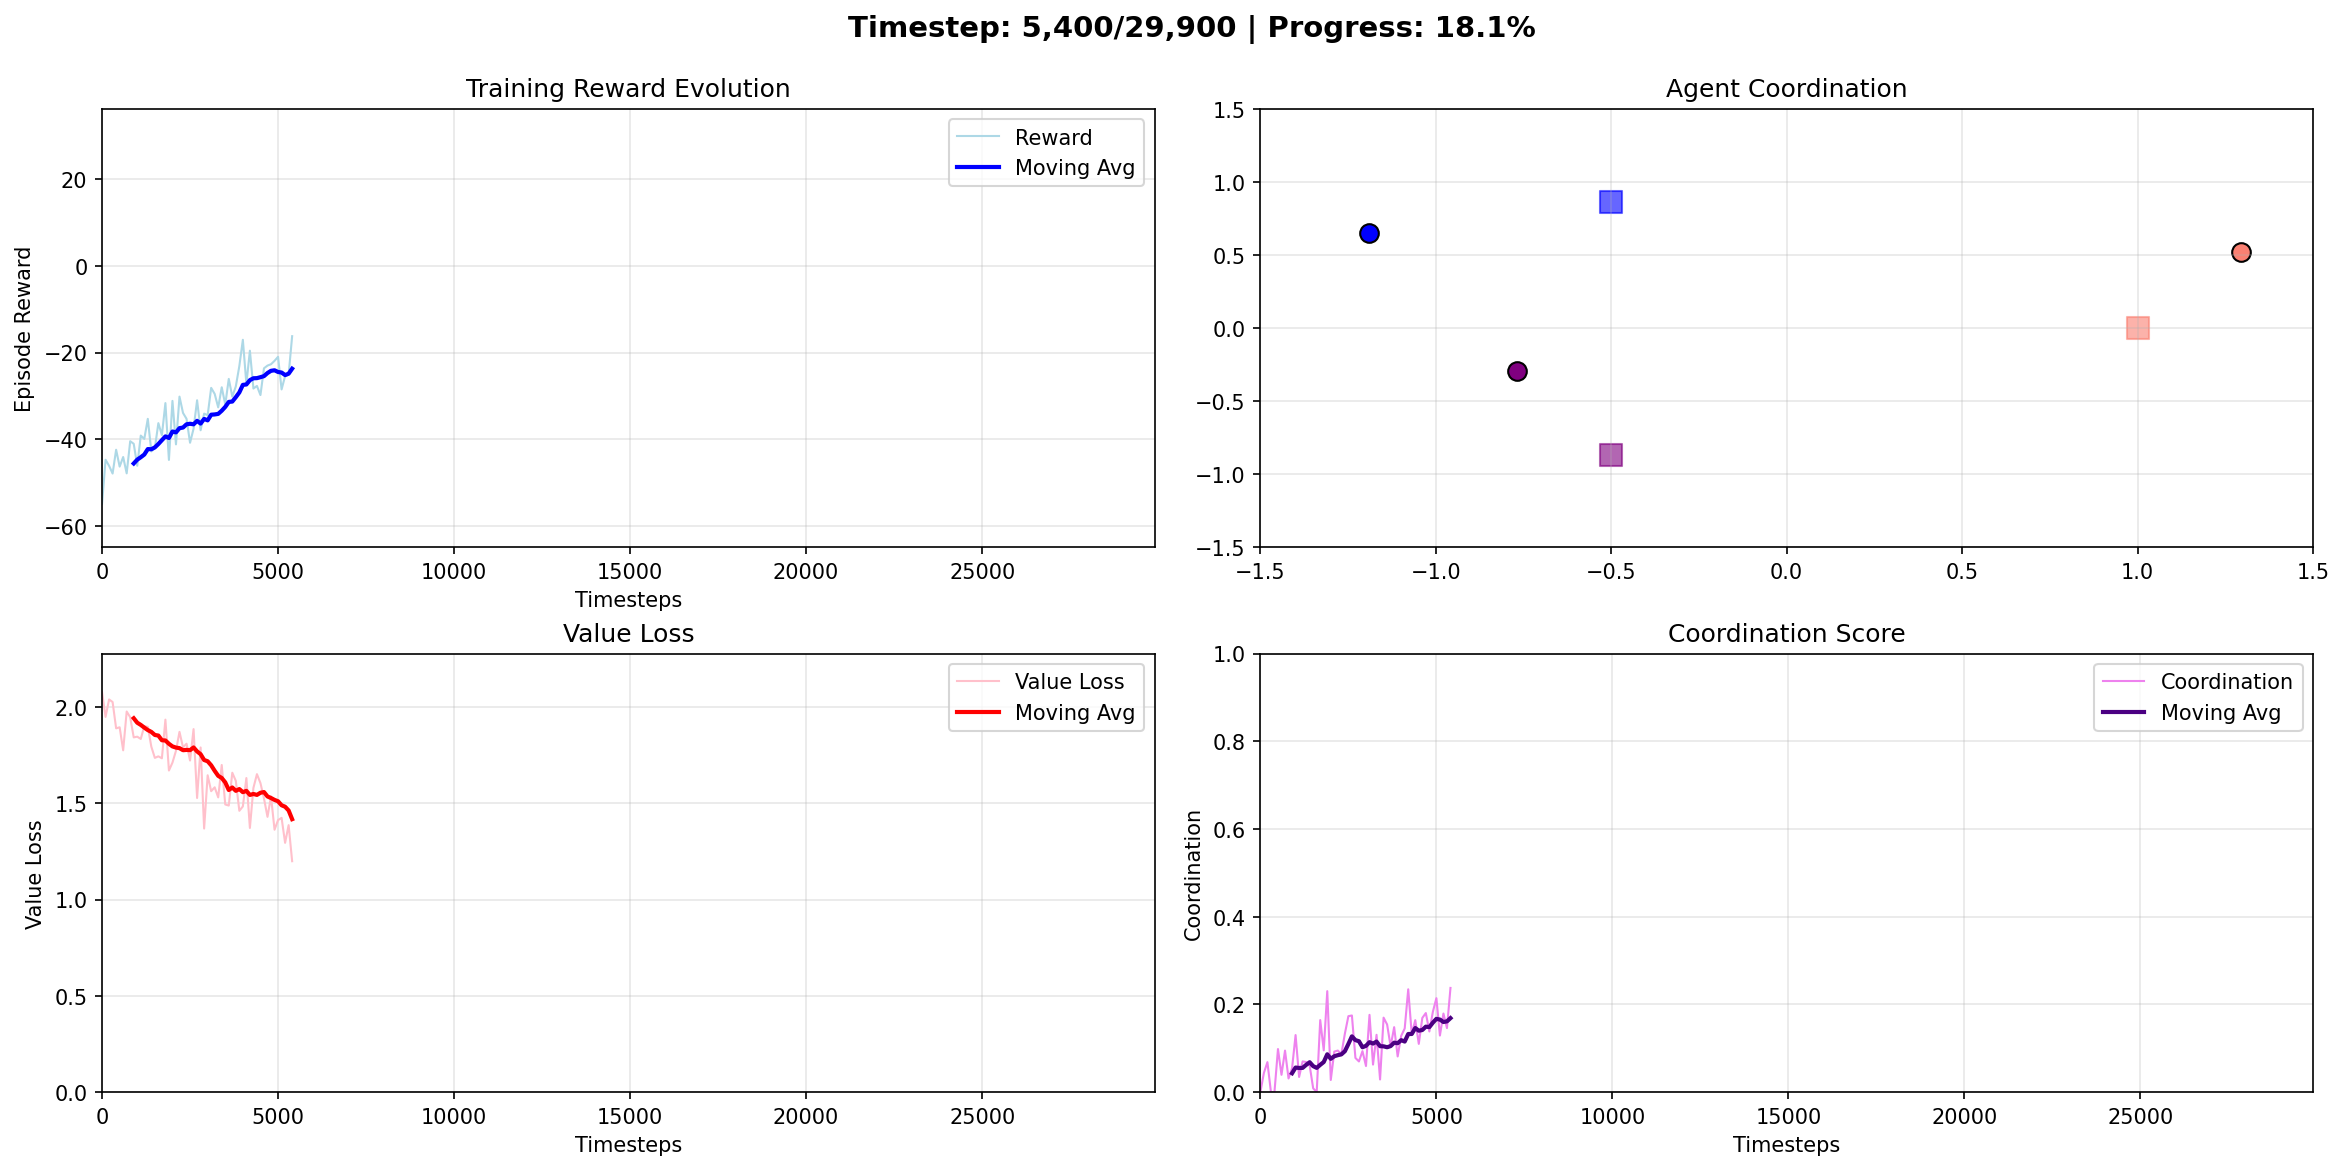 Timestep: 5,400/29,900 | Progress: 18.1%
Training Reward Evolution
Episode Reward
20
0
−20
−40
−60
0
5000
10000
15000
20000
25000
Timesteps
Reward
Moving Avg
Agent Coordination
1.5
1.0
0.5
0.0
−0.5
−1.0
−1.5
−1.5
−1.0
−0.5
0.0
0.5
1.0
1.5
Value Loss
Value Loss
2.0
1.5
1.0
0.5
0.0
0
5000
10000
15000
20000
25000
Timesteps
Value Loss
Moving Avg
Coordination Score
Coordination
1.0
0.8
0.6
0.4
0.2
0.0
0
5000
10000
15000
20000
25000
Timesteps
Coordination
Moving Avg